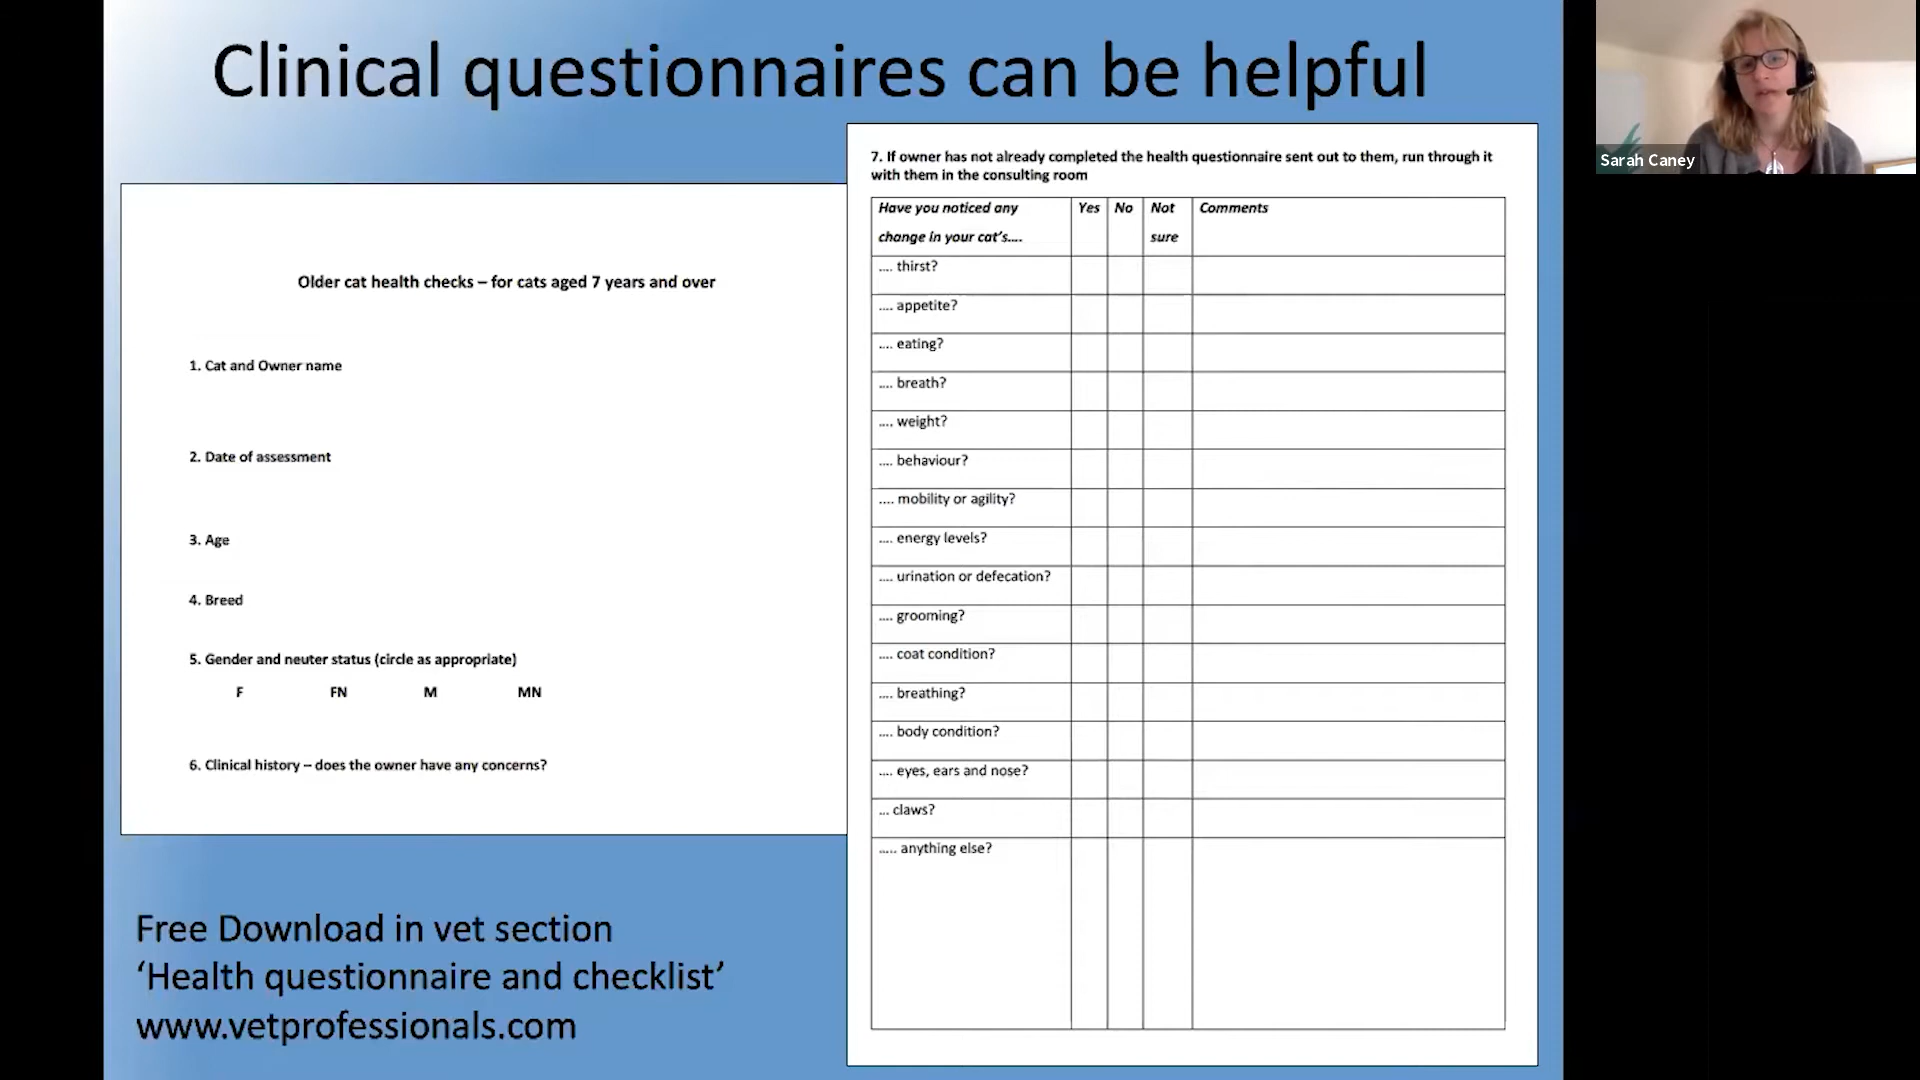 Clinical questionnaires can be helpful
Older cat health checks – for cats aged 7 years and over
1. Cat and Owner name
2. Date of assessment
3. Age
4. Breed
5. Gender and neuter status (circle as appropriate)
F FN M MN
6. Clinical history – does the owner have any concerns?
Free Download in vet section
‘Health questionnaire and checklist’
www.vetprofessionals.com
7. If owner has not already completed the health questionnaire sent out to them, run through it
with them in the consulting room
Have you noticed any Yes No Not Comments
change in your cat’s…. sure
…. thirst?
…. appetite?
…. eating?
…. breath?
…. weight?
…. behaviour?
…. mobility or agility?
…. energy levels?
…. urination or defecation?
…. grooming?
…. coat condition?
…. breathing?
…. body condition?
…. eyes, ears and nose?
… claws?
….. anything else?
Sarah Caney